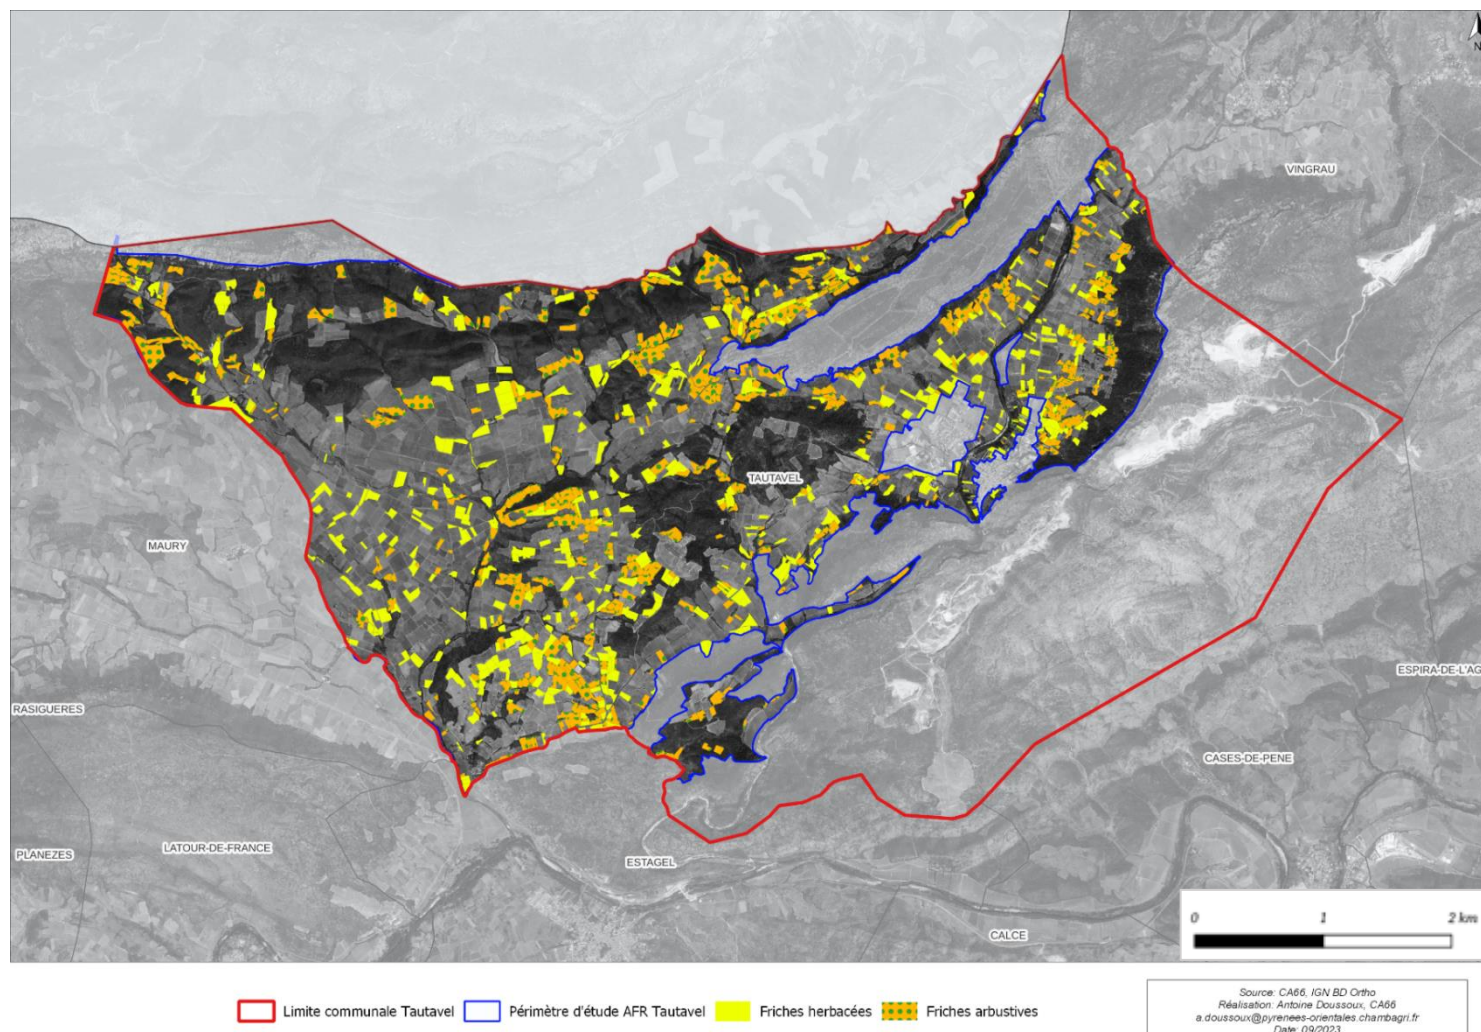 N
VINGRAU
TAUTAVEL
MAURY
ESPIRA-DE-L'AG
RASIGUERES
CASES-DE-PENE
PLANEZES
LATOUR-DE-FRANCE
ESTAGEL
CALCE
0 1 2 km
Limite communale Tautavel
Périmètre d'étude AFR Tautavel
Friches herbacées
Friches arbustives
Source: CA66, IGN BD Ortho
Réalisation: Antoine Doussoux, CA66
a.doussoux@pyrenees-orientales.chambagri.fr
Date: 09/2023